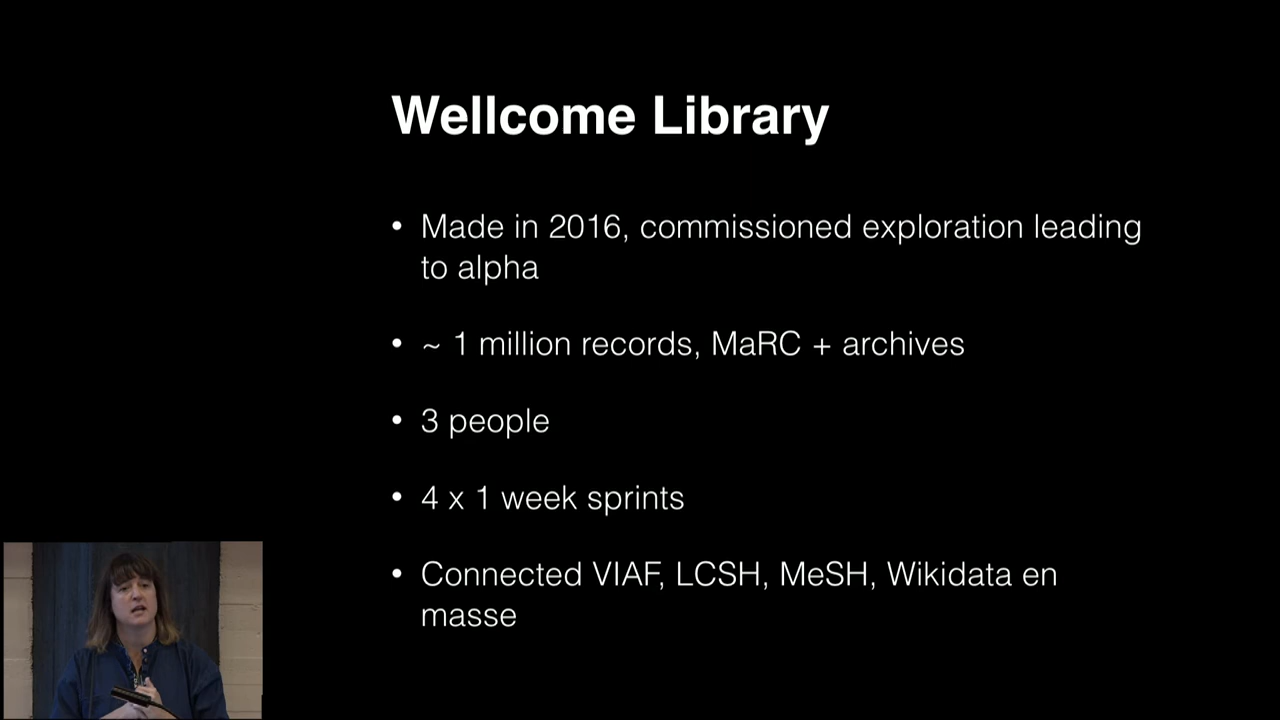 Wellcome Library
• Made in 2016, commissioned exploration leading
to alpha
• ~ 1 million records, MaRC + archives
• 3 people
• 4 x 1 week sprints
• Connected VIAF, LCSH, MeSH, Wikidata en
masse